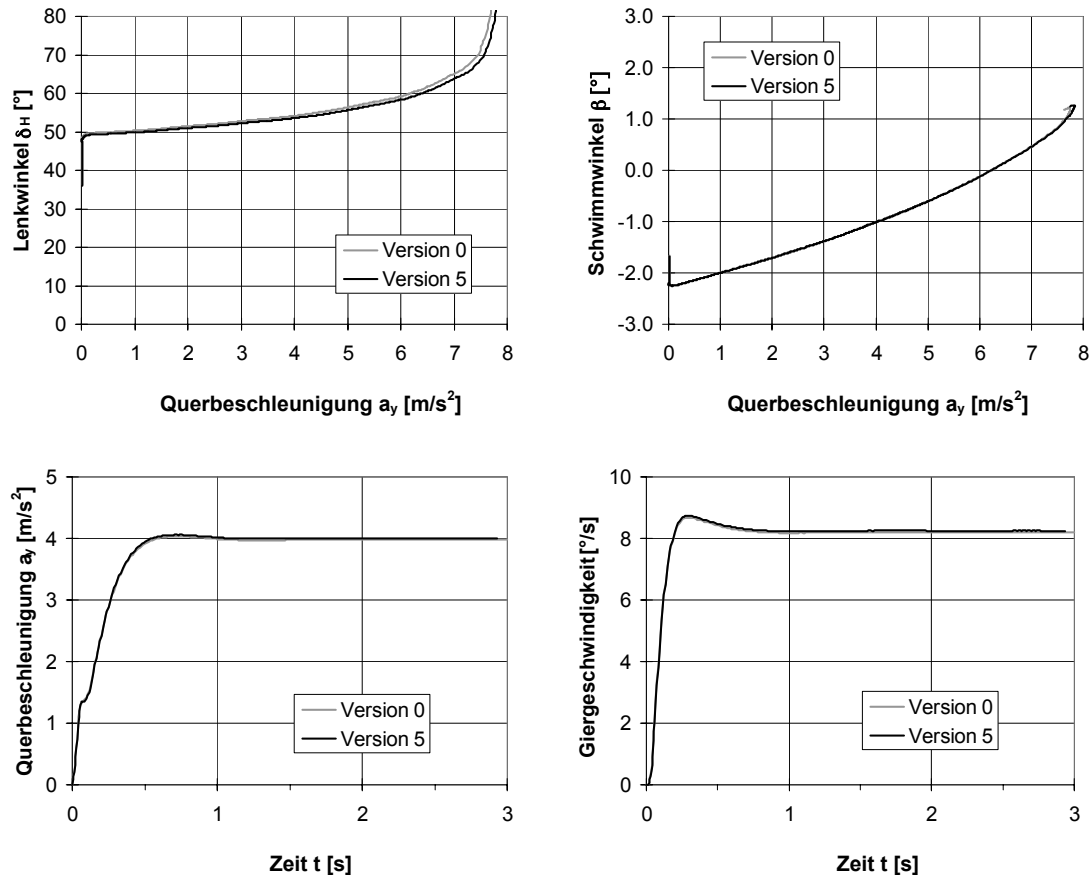 Lenkwinkel δH [°]
80
70
60
50
40
30
20
10
0
0 1 2 3 4 5 6 7 8
Version 0
Version 5
Querbeschleunigung ay [m/s²]
Schwimmwinkel β [°]
3.0
2.0
1.0
0.0
-1.0
-2.0
-3.0
0 1 2 3 4 5 6 7 8
Version 0
Version 5
Querbeschleunigung ay [m/s²]
Querbeschleunigung ay [m/s²]
5
4
3
2
1
0
0 1 2 3
Version 0
Version 5
Zeit t [s]
Giergeschwindigkeit [°/s]
10
8
6
4
2
0
0 1 2 3
Version 0
Version 5
Zeit t [s]